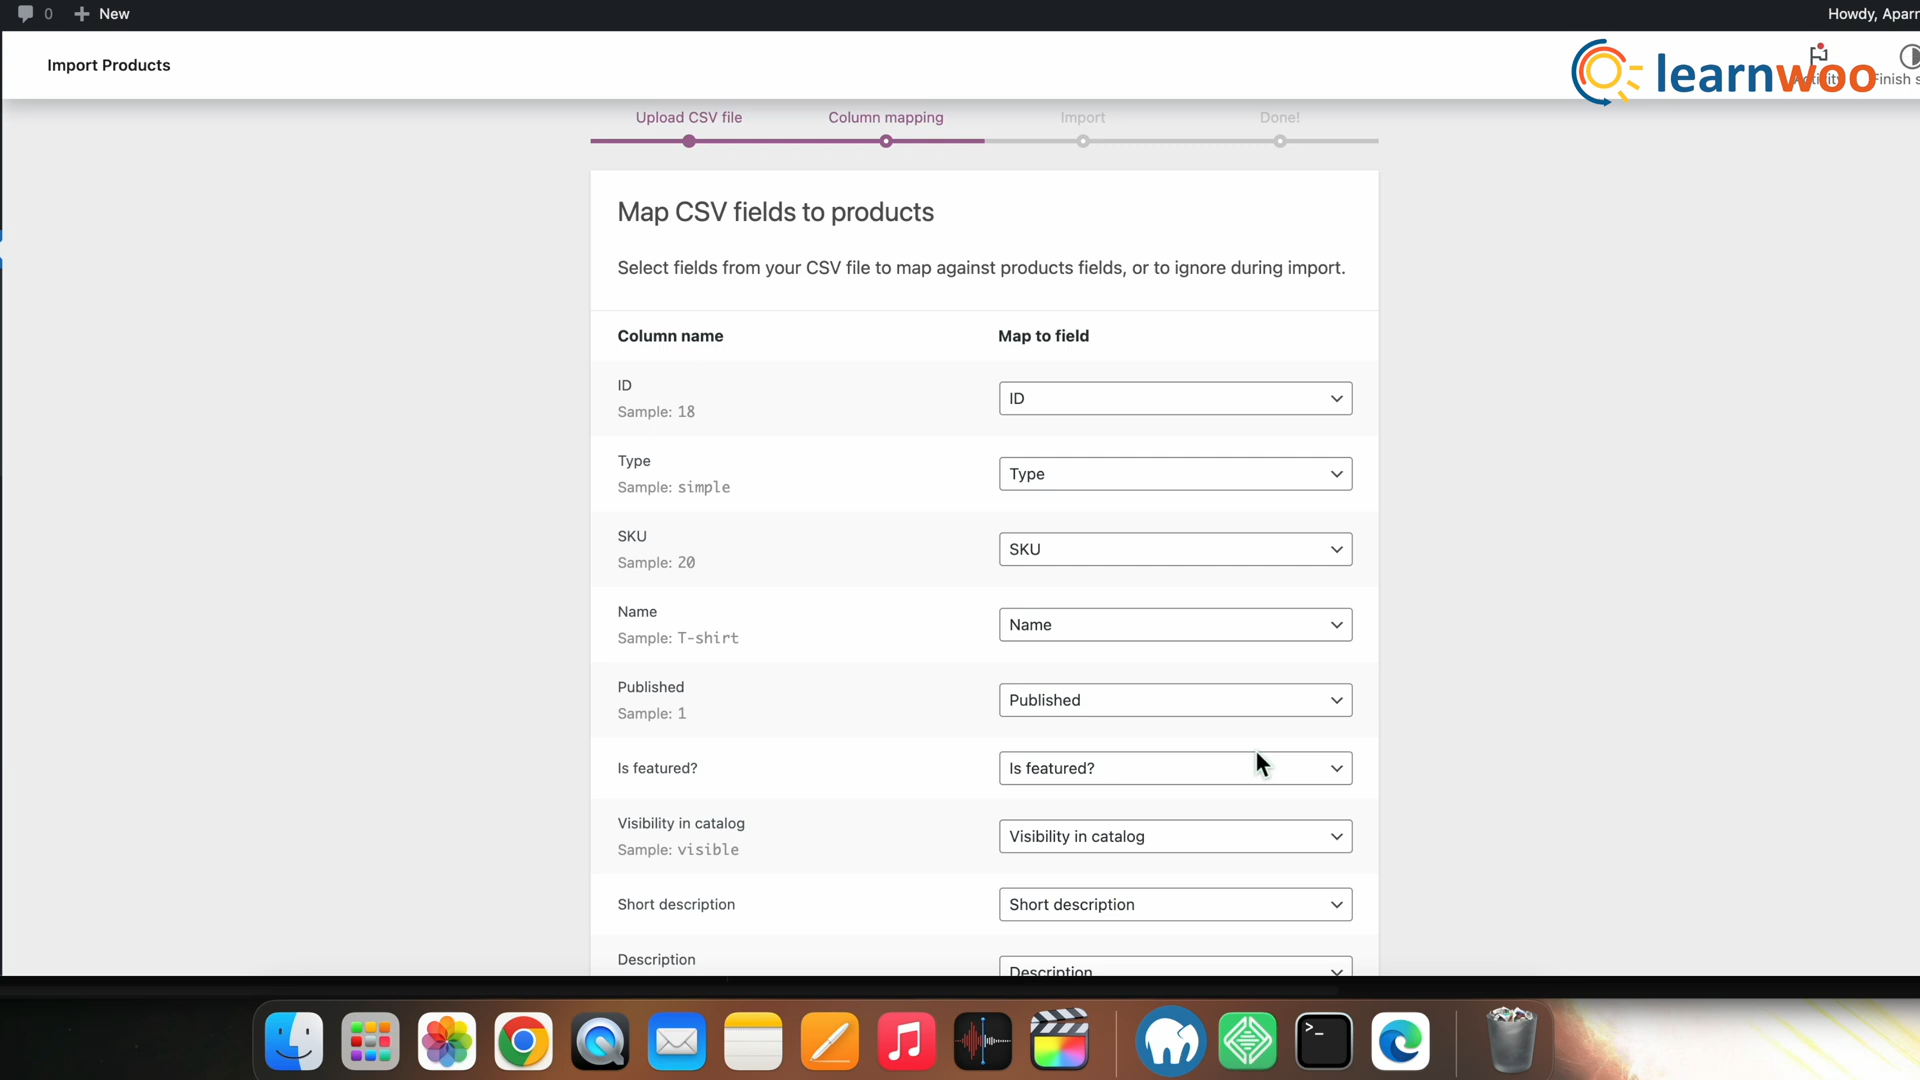 0 New
Howdy, Apar
Import Products
learnwoo
Finish s
Upload CSV file Column mapping Import Done!
Map CSV fields to products
Select fields from your CSV file to map against products fields, or to ignore during import.
Column name Map to field
ID ID
Sample: 18
Type Type
Sample: simple
SKU SKU
Sample: 20
Name Name
Sample: T-shirt
Published Published
Sample: 1
Is featured? Is featured?
Visibility in catalog Visibility in catalog
Sample: visible
Short description Short description
Description Description